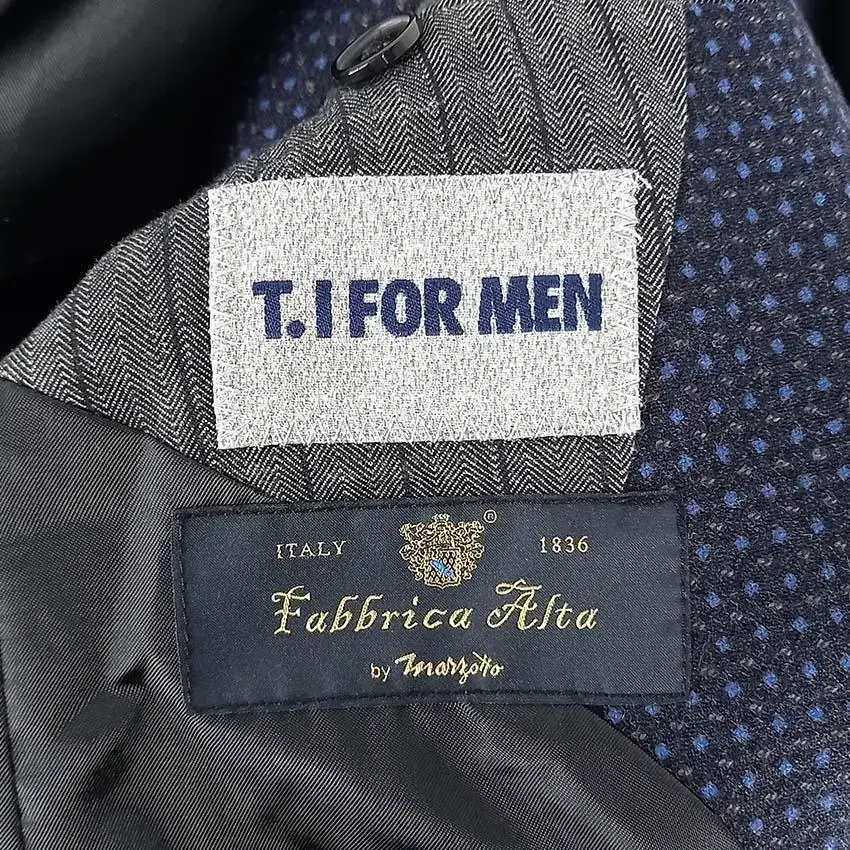 T. I FOR MEN
ITALY ® 1836
Fabbrica Alta
by Marzotto